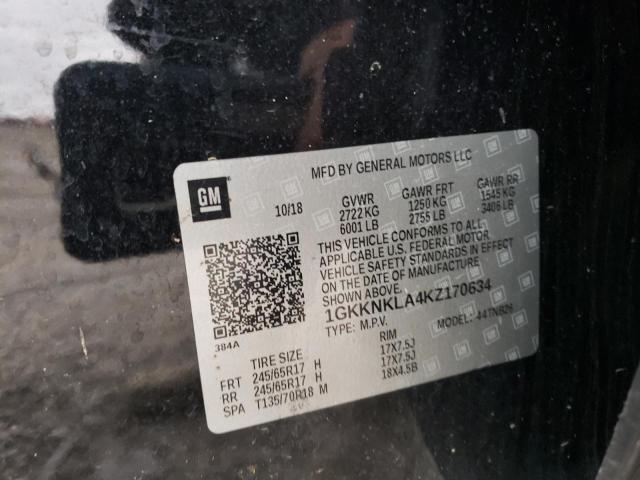 MFD BY GENERAL MOTORS LLC
GM
10/18 GVWR GAWR FRT GAWR RR
2722 KG 1250 KG 1545 KG
6001 LB 2755 LB 3406 LB
THIS VEHICLE CONFORMS TO ALL
APPLICABLE U.S. FEDERAL MOTOR
VEHICLE SAFETY STANDARDS IN EFFECT
ON THE DATE OF MANUFACTURE
SHOWN ABOVE.
1GKKNKLA4KZ170634
TYPE: M.P.V. MODEL: 44TNB26
384A
TIRE SIZE RIM
FRT 245/65R17 H 17X7.5J
RR 245/65R17 H 17X7.5J
SPA T135/70R18 M 18X4.5B